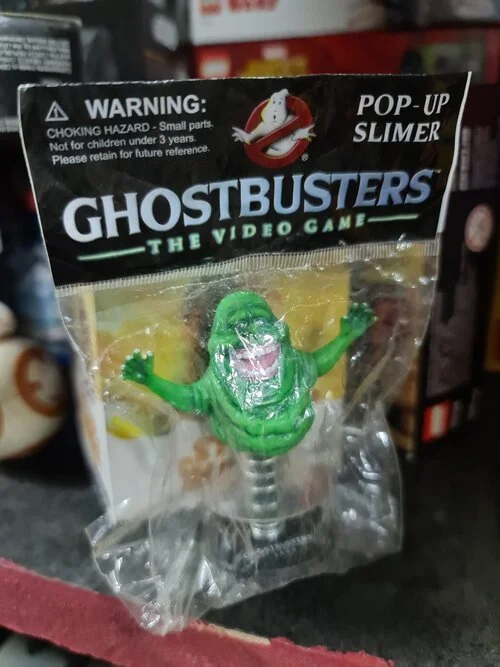 WARNING:
CHOKING HAZARD - Small parts.
Not for children under 3 years.
Please retain for future reference.
®
POP-UP
SLIMER
GHOSTBUSTERS™
THE VIDEO GAME